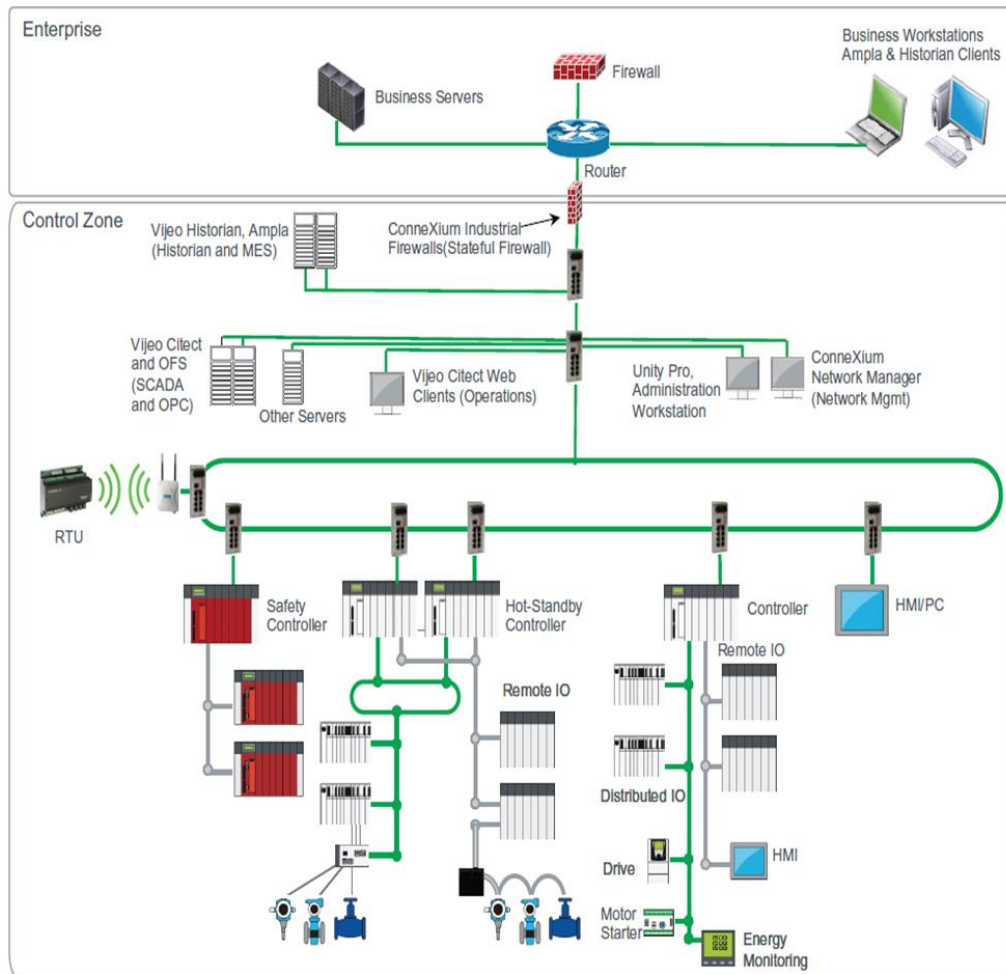 Enterprise
Business Servers
Firewall
Router
Business Workstations
Ampla & Historian Clients
Control Zone
Vijeo Historian, Ampla
(Historian and MES)
ConneXium Industrial
Firewalls(Stateful Firewall)
Vijeo Citect
and OFS
(SCADA
and OPC)
Other Servers
Vijeo Citect Web
Clients (Operations)
Unity Pro,
Administration
Workstation
ConneXium
Network Manager
(Network Mgmt)
RTU
Safety
Controller
Hot-Standby
Controller
Controller
HMI/PC
Remote IO
Remote IO
Distributed IO
Drive
HMI
Motor
Starter
Energy
Monitoring